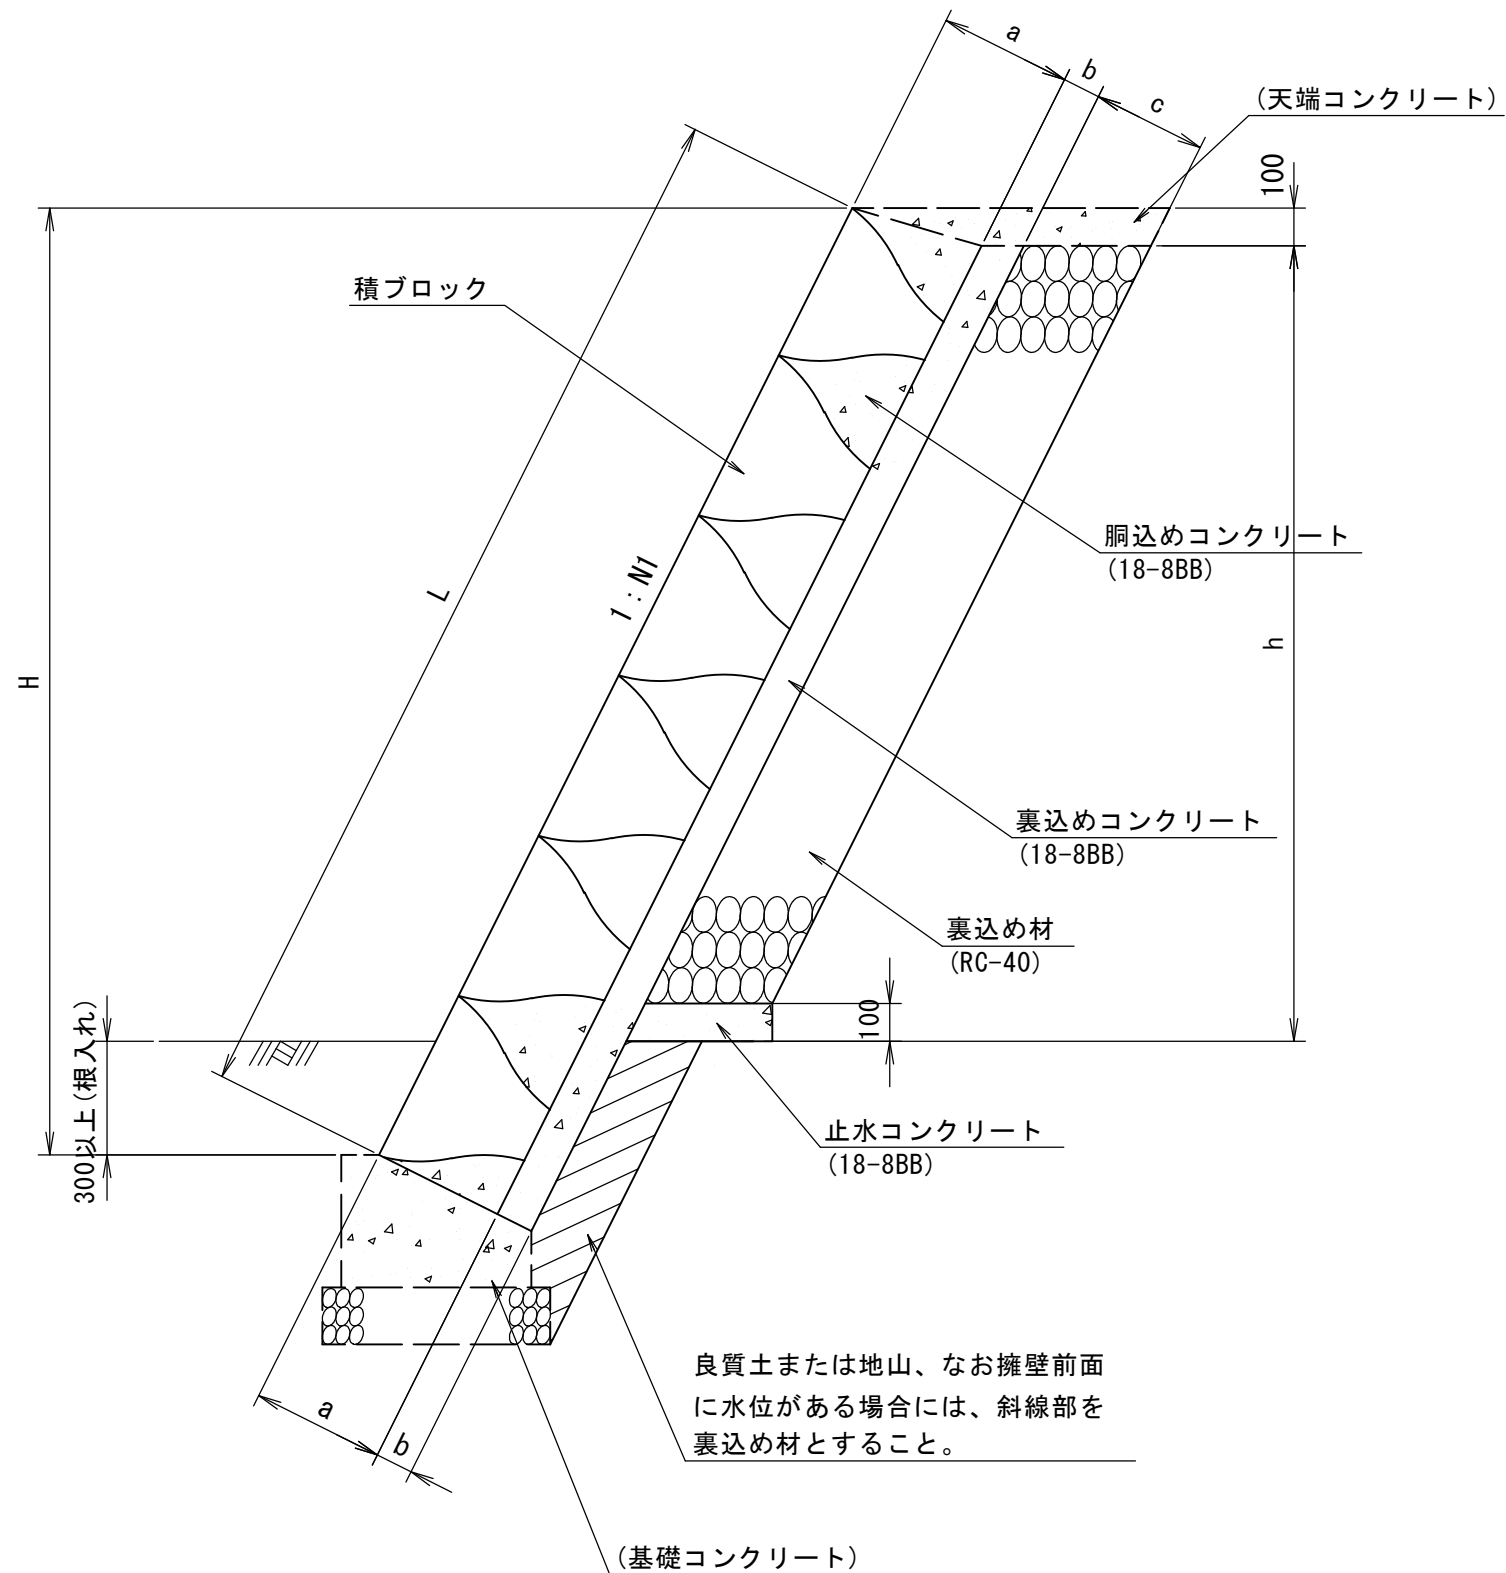 a
b
c
(天端コンクリート)
100
積ブロック
L
1:N1
H
h
胴込めコンクリート
(18-8BB)
裏込めコンクリート
(18-8BB)
裏込め材
(RC-40)
100
300以上(根入れ)
止水コンクリート
(18-8BB)
良質土または地山、なお擁壁前面
に水位がある場合には、斜線部を
裏込め材とすること。
a
b
(基礎コンクリート)